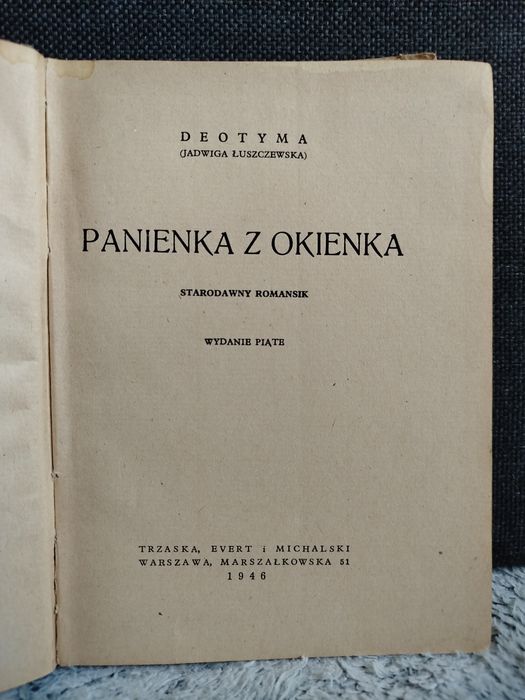 DEOTYMA
(JADWIGA ŁUSZCZEWSKA)
PANIENKA Z OKIENKA
STARODAWNY ROMANSIK
WYDANIE PIĄTE
TRZASKA, EVERT i MICHALSKI
WARSZAWA, MARSZAŁKOWSKA 51
1946